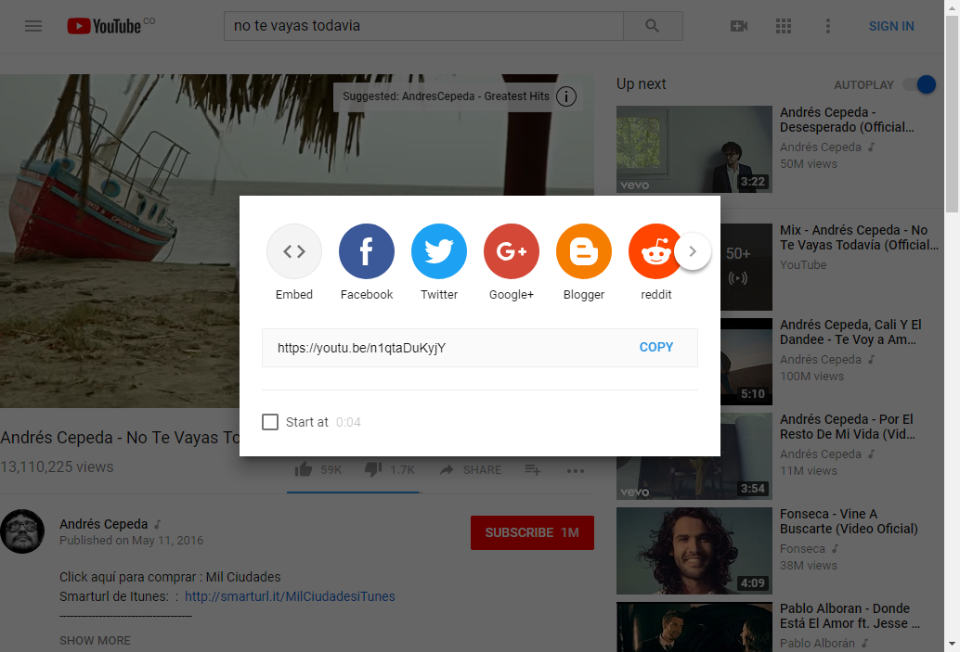 YouTube CO
no te vayas todavia
SIGN IN
Suggested: AndresCepeda - Greatest Hits
Up next
AUTOPLAY
vevo
3:22
Andrés Cepeda -
Desesperado (Official...
Andrés Cepeda
50M views
50+
Mix - Andrés Cepeda - No
Te Vayas Todavía (Official...
YouTube
5:10
Andrés Cepeda, Cali Y El
Dandee - Te Voy a Am...
Andrés Cepeda
100M views
vevo
3:54
Andrés Cepeda - Por El
Resto De Mi Vida (Vid...
Andrés Cepeda
11M views
4:09
Fonseca - Vine A
Buscarte (Video Oficial)
Fonseca
38M views
Pablo Alboran - Donde
Está El Amor ft. Jesse ...
Pablo Alborán
Embed
Facebook
Twitter
G+
Google+
Blogger
reddit
https://youtu.be/n1qtaDuKyjY
COPY
Start at 0:04
Andrés Cepeda - No Te Vayas To
13,110,225 views
59K
1.7K
SHARE
Andrés Cepeda
Published on May 11, 2016
SUBSCRIBE 1M
Click aquí para comprar : Mil Ciudades
Smarturl de Itunes: : http://smarturl.it/MilCiudadesiTunes
SHOW MORE